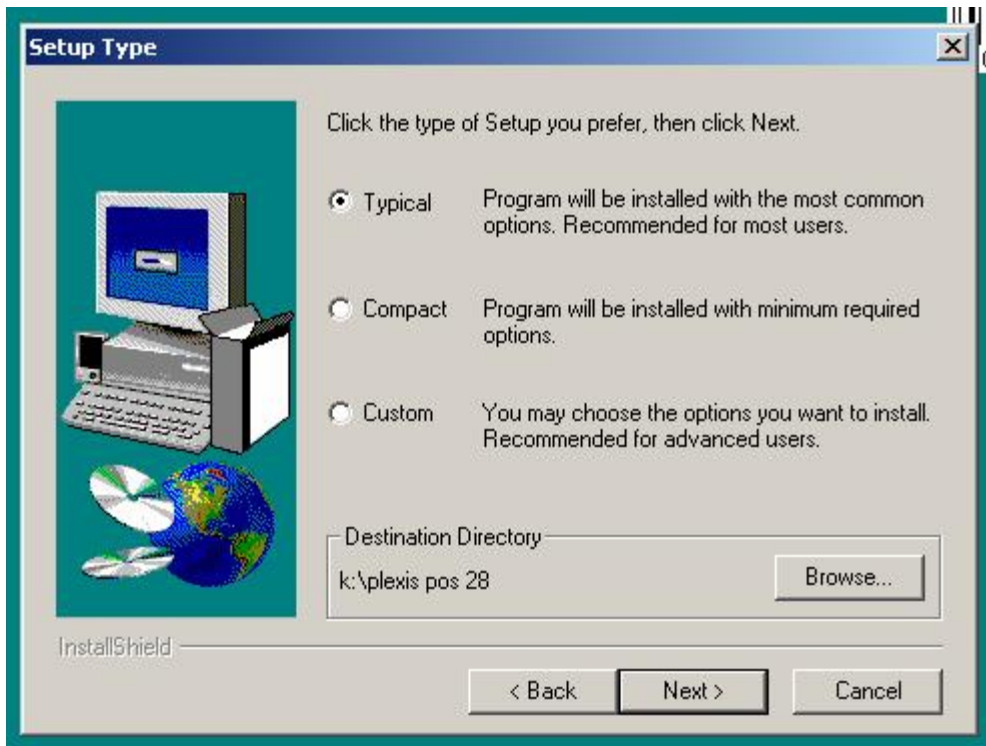 Setup Type
Click the type of Setup you prefer, then click Next.
Typical
Program will be installed with the most common
options. Recommended for most users.
Compact
Program will be installed with minimum required
options.
Custom
You may choose the options you want to install.
Recommended for advanced users.
Destination Directory
k:\plexis pos 28
Browse...
InstallShield
< Back
Next >
Cancel